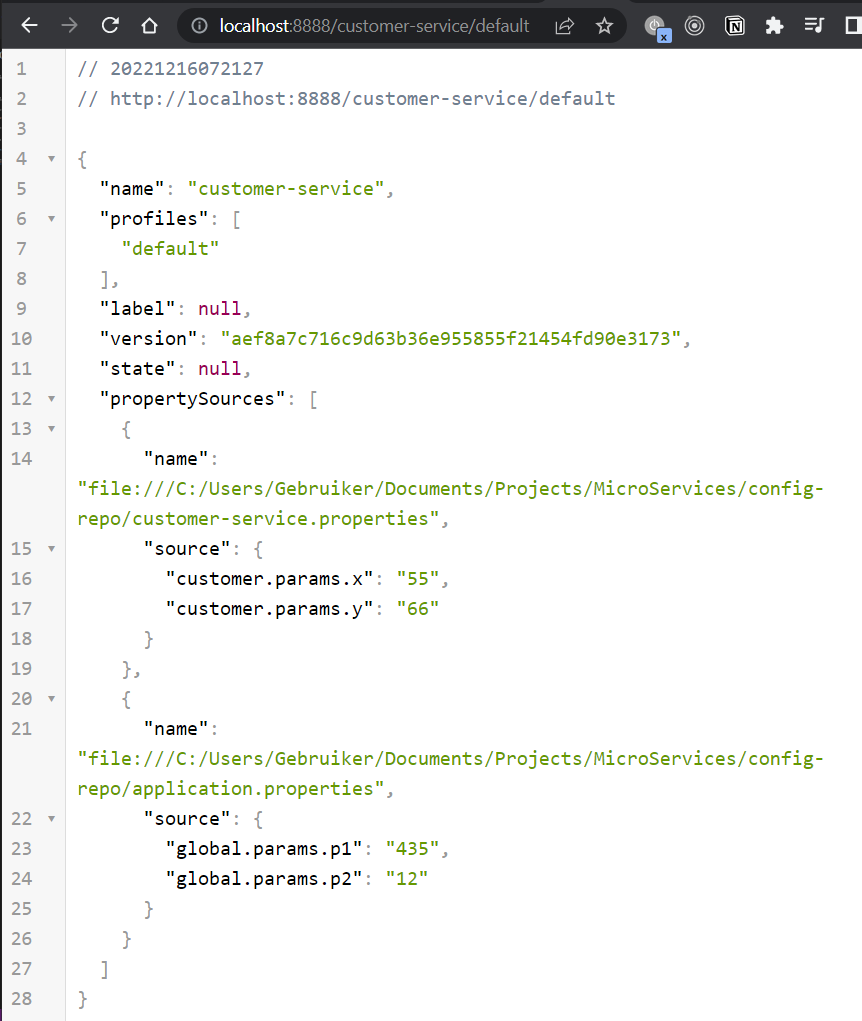 localhost:8888/customer-service/default
1 // 20221216072127
2 // http://localhost:8888/customer-service/default
3
4 {
5 "name": "customer-service",
6 "profiles": [
7 "default"
8 ],
9 "label": null,
10 "version": "aef8a7c716c9d63b36e955855f21454fd90e3173",
11 "state": null,
12 "propertySources": [
13 {
14 "name":
"file:///C:/Users/Gebruiker/Documents/Projects/MicroServices/config-
repo/customer-service.properties",
15 "source": {
16 "customer.params.x": "55",
17 "customer.params.y": "66"
18 }
19 },
20 {
21 "name":
"file:///C:/Users/Gebruiker/Documents/Projects/MicroServices/config-
repo/application.properties",
22 "source": {
23 "global.params.p1": "435",
24 "global.params.p2": "12"
25 }
26 }
27 ]
28 }